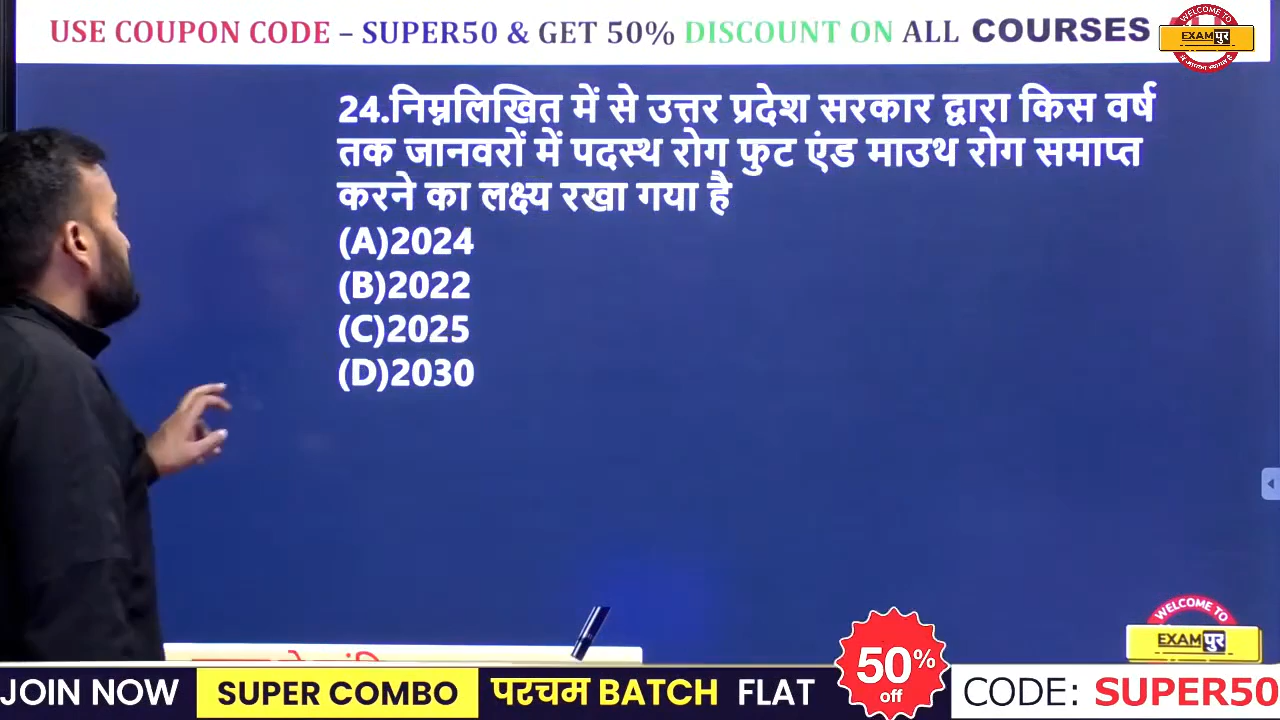 USE COUPON CODE – SUPER50 & GET 50% DISCOUNT ON ALL COURSES
WELCOME TO
EXAMपुर
24.निम्नलिखित में से उत्तर प्रदेश सरकार द्वारा किस वर्ष
तक जानवरों में पदस्थ रोग फुट एंड माउथ रोग समाप्त
करने का लक्ष्य रखा गया है
(A)2024
(B)2022
(C)2025
(D)2030
WELCOME TO
EXAMपुर
JOIN NOW SUPER COMBO परचम BATCH FLAT 50% off CODE: SUPER50